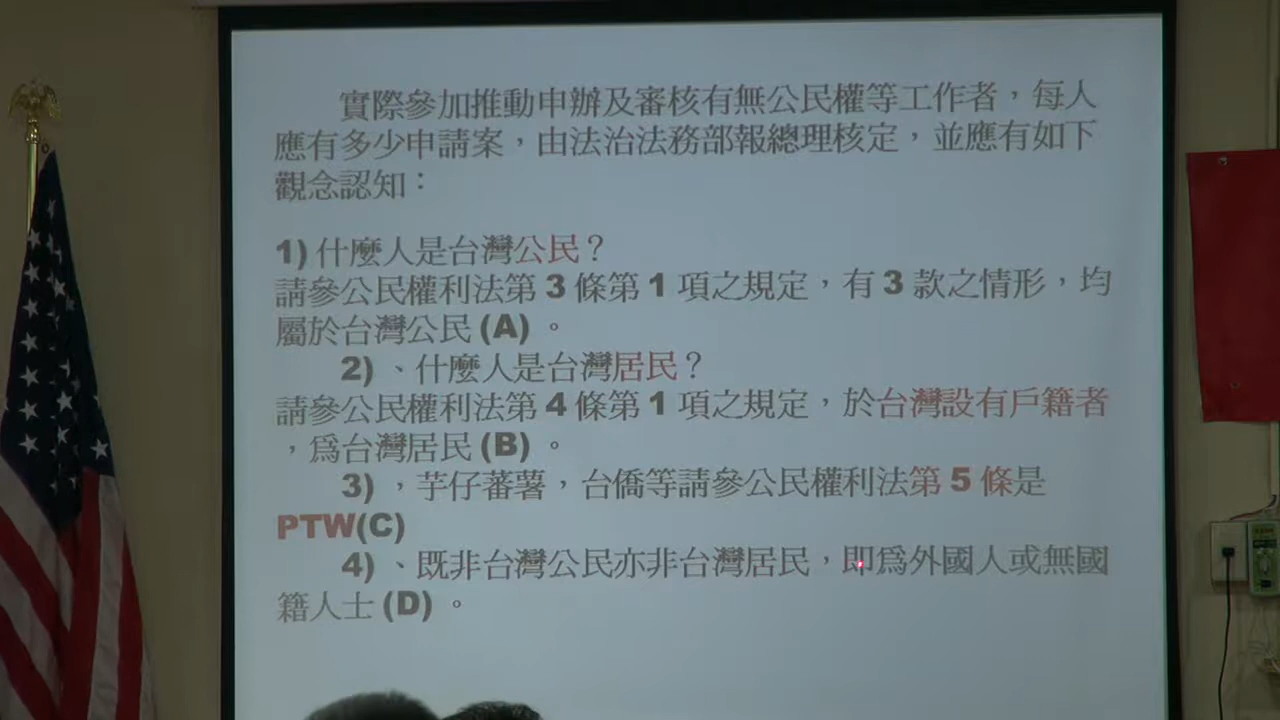 實際參加推動申辦及審核有無公民權等工作者，每人
應有多少申請案，由法治法務部報總理核定，並應有如下
觀念認知：
1) 什麼人是台灣公民？
請參公民權利法第 3 條第 1 項之規定，有 3 款之情形，均
屬於台灣公民 (A) 。
2) 、什麼人是台灣居民？
請參公民權利法第 4 條第 1 項之規定，於台灣設有戶籍者
，爲台灣居民 (B) 。
3) ，芋仔蕃薯，台僑等請參公民權利法第 5 條是
PTW(C)
4) 、既非台灣公民亦非台灣居民，即爲外國人或無國
籍人士 (D) 。